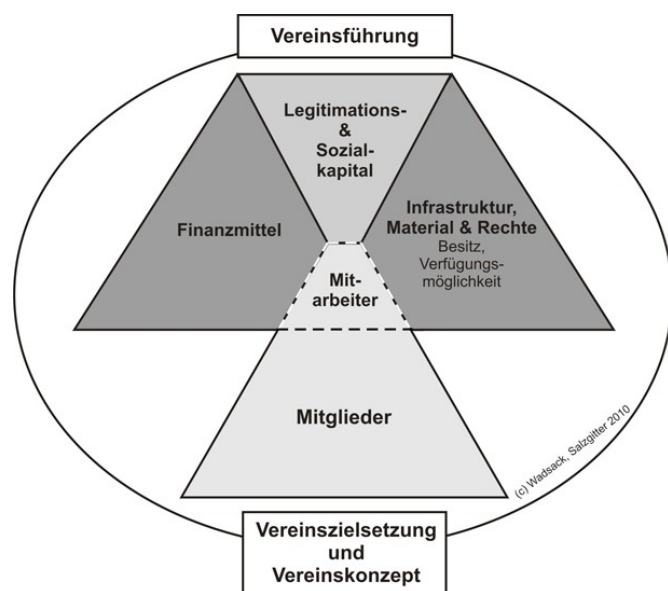 Vereinsführung
Legitimations-
&
Sozial-
kapital
Finanzmittel
Infrastruktur,
Material & Rechte
Besitz,
Verfügungs-
möglichkeit
Mit-
arbeiter
Mitglieder
(c) Wadsack, Salzgitter 2010
Vereinszielsetzung
und
Vereinskonzept